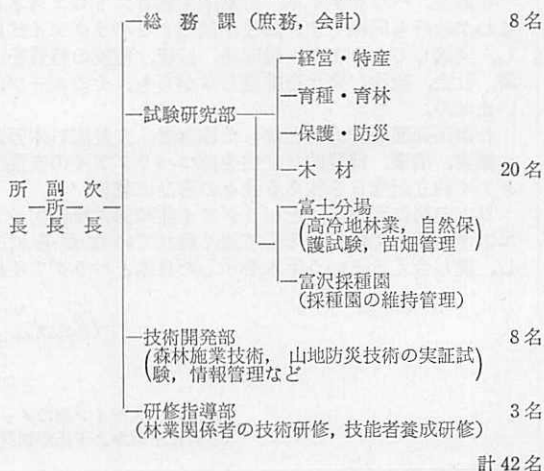 総務課(庶務,会計) 8名
経営・特産
育種・育林
試験研究部
保護・防災
木材 20名
所長 副所長 次長
富士分場
(高冷地林業,自然保
護試験,苗畑管理)
富沢採種園
(採種園の維持管理)
技術開発部 8名
(森林施業技術, 山地防災技術の実証試
験,情報管理など)
研修指導部 3名
(林業関係者の技術研修,技能者養成研修)
計42名